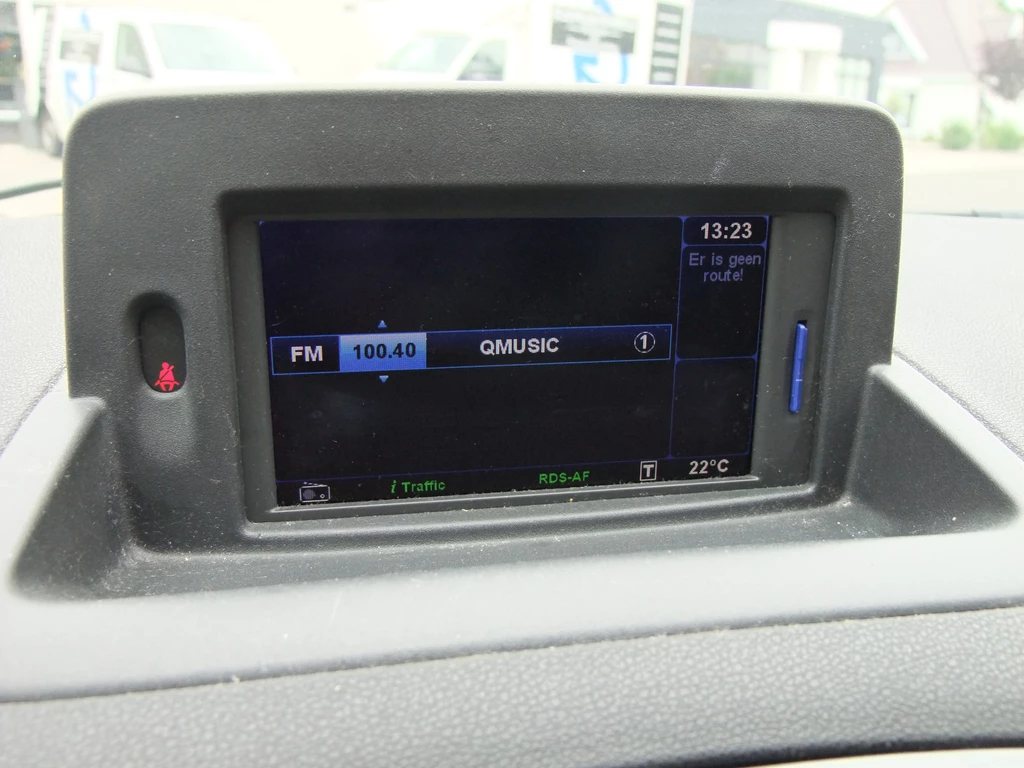 13:23
Er is geen
route!
FM 100.40 QMUSIC 1
i Traffic RDS-AF T 22°C